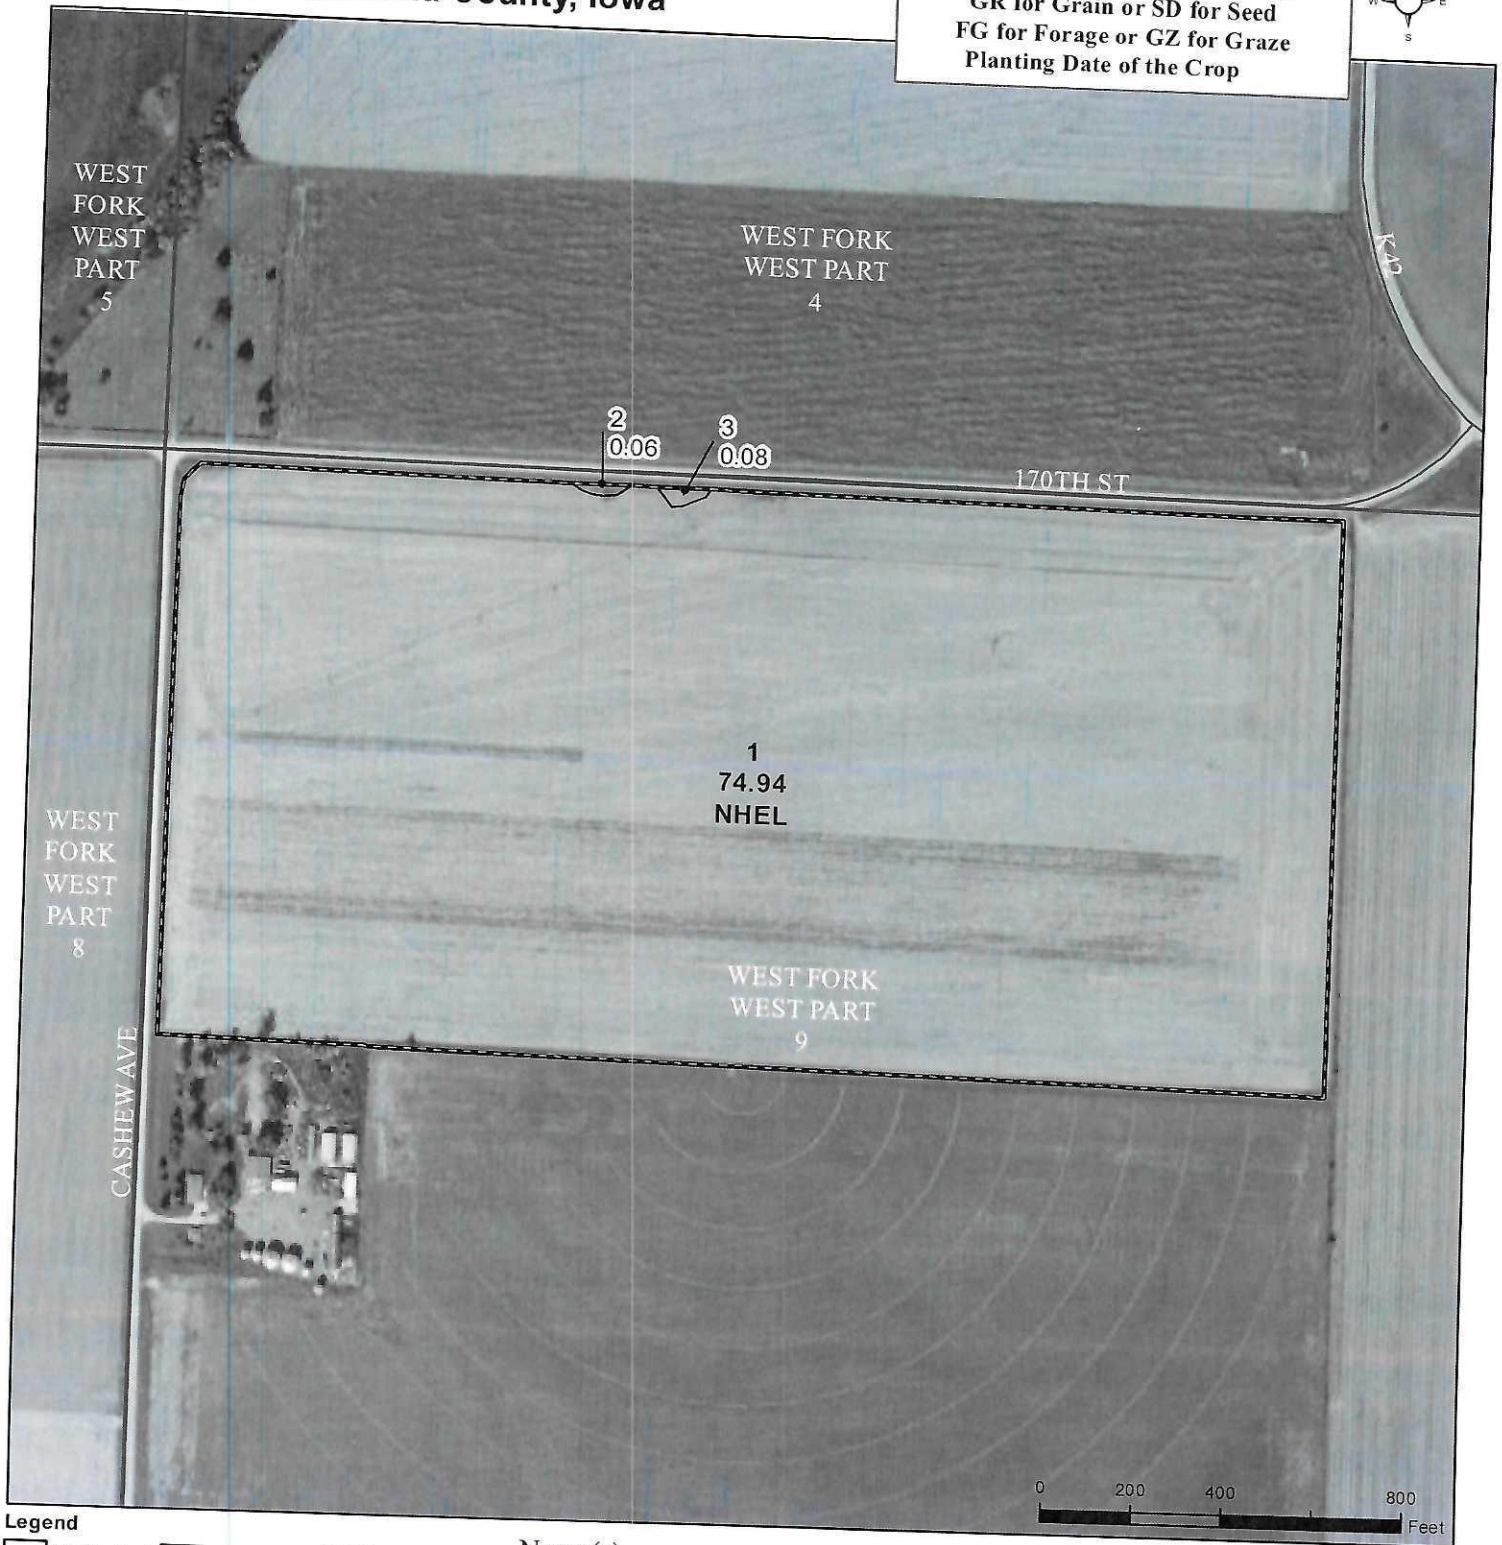 County, Iowa
GR for Grain or SD for Seed
FG for Forage or GZ for Graze
Planting Date of the Crop
E
S
WEST
FORK
WEST
PART
5
WEST FORK
WEST PART
4
K42
2
0.06
3
0.08
170TH ST
1
74.94
NHEL
WEST
FORK
WEST
PART
8
WEST FORK
WEST PART
9
CASHEW AVE
0
200
400
800
Feet
Legend